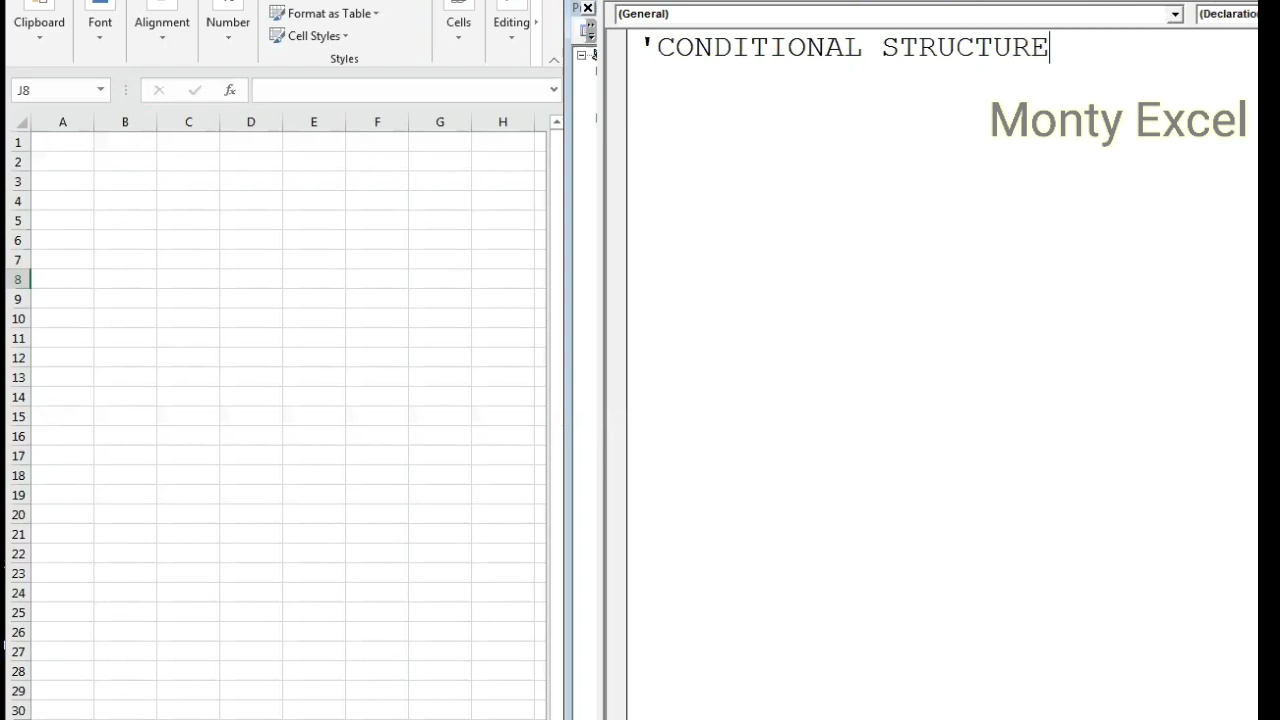 Clipboard
Font
Alignment
Number
Format as Table
Cell Styles
Styles
Cells
Editing
J8
fx
A B C D E F G H
1
2
3
4
5
6
7
8
9
10
11
12
13
14
15
16
17
18
19
20
21
22
23
24
25
26
27
28
29
30
P
(General)
(Declaratio
'CONDITIONAL STRUCTURE
Monty Excel